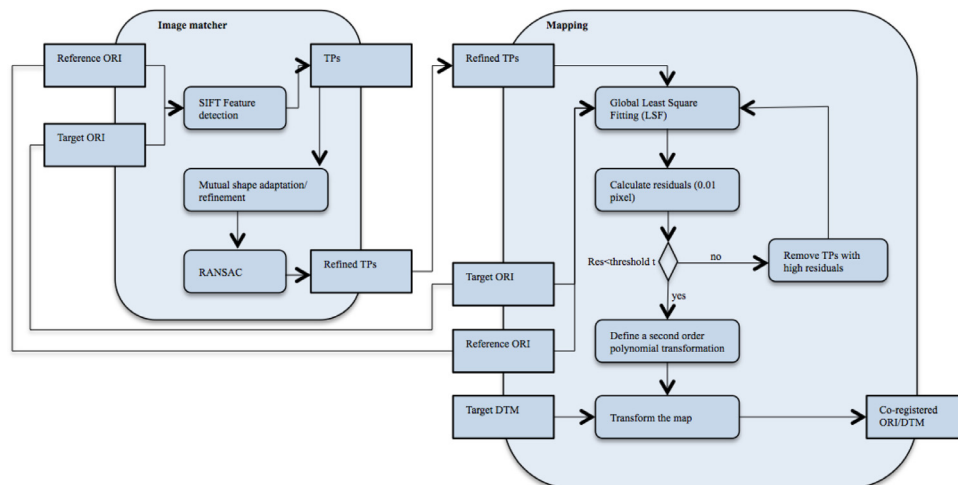 Image matcher
Reference ORI
Target ORI
SIFT Feature
detection
TPs
Mutual shape adaptation/
refinement
RANSAC
Refined TPs
Mapping
Refined TPs
Global Least Square
Fitting (LSF)
Calculate residuals (0.01
pixel)
Res<threshold t
no
Remove TPs with
high residuals
yes
Target ORI
Reference ORI
Define a second order
polynomial transformation
Target DTM
Transform the map
Co-registered
ORI/DTM